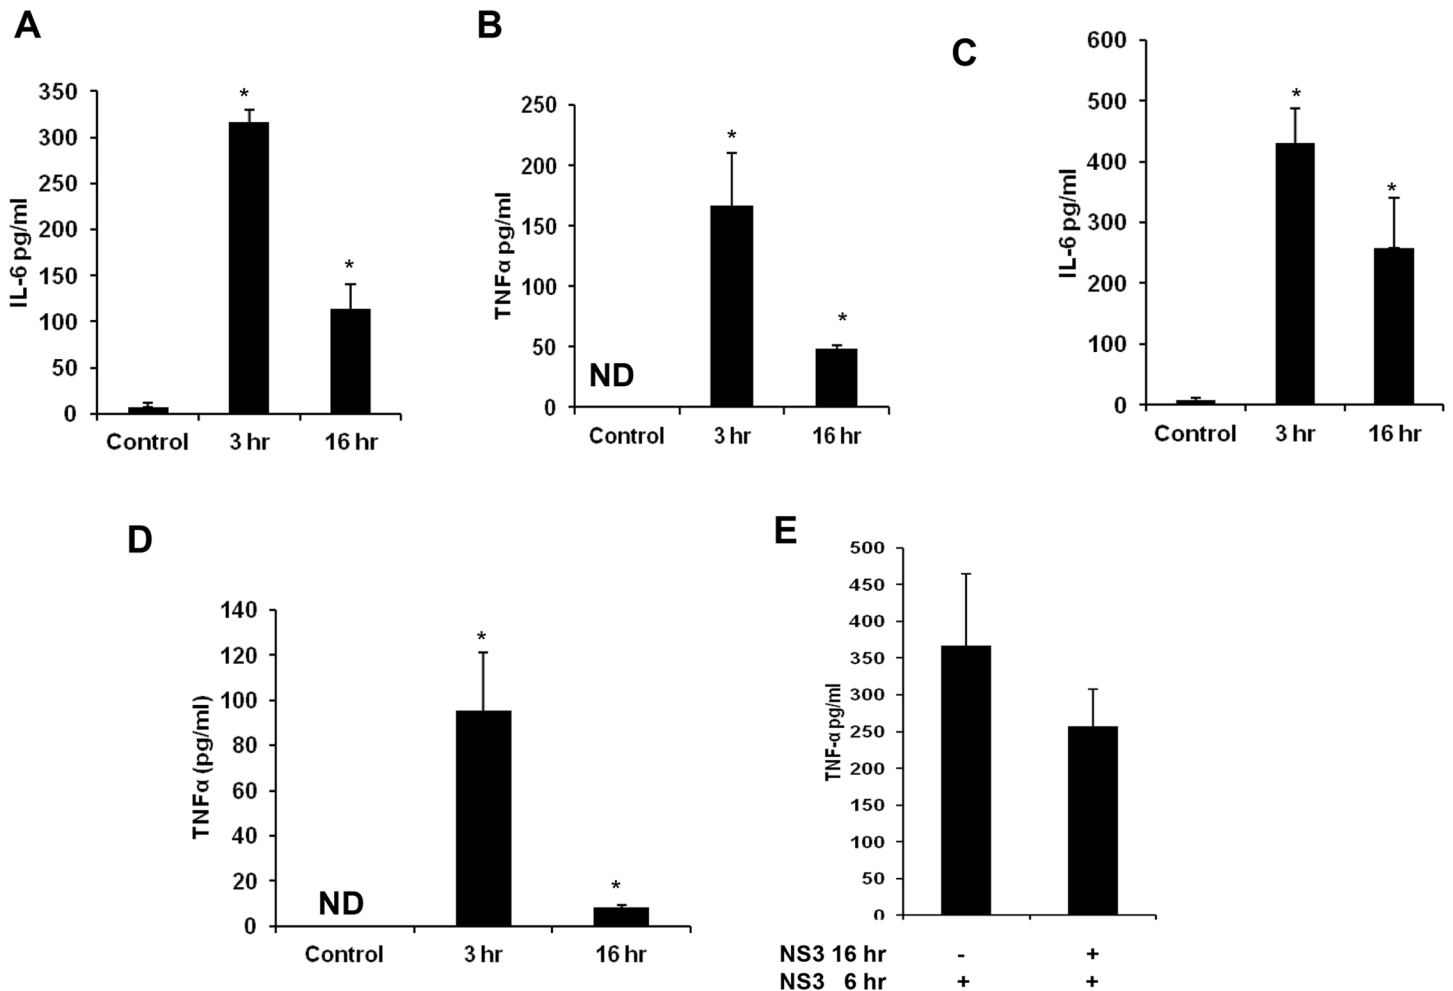 A
IL-6 pg/ml
350
300
250
200
150
100
50
0
*
*
Control 3 hr 16 hr
B
TNFα pg/ml
250
200
150
100
50
0
ND
*
*
Control 3 hr 16 hr
C
IL-6 pg/ml
600
500
400
300
200
100
0
*
*
Control 3 hr 16 hr
D
TNFα (pg/ml)
140
120
100
80
60
40
20
0
ND
*
*
Control 3 hr 16 hr
E
TNF-α pg/ml
500
450
400
350
300
250
200
150
100
50
0
NS3 16 hr - +
NS3 6 hr + +